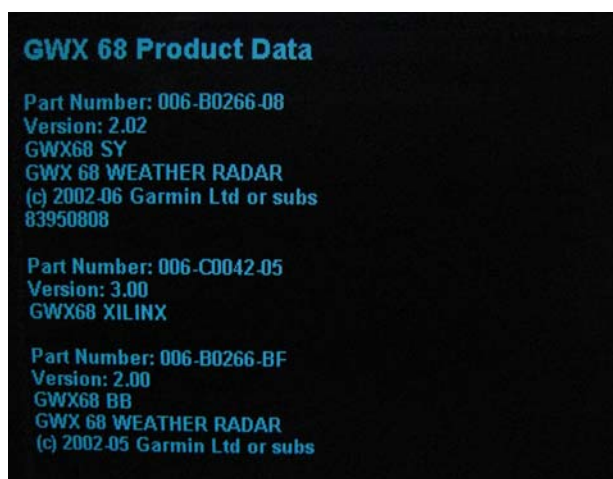 GWX 68 Product Data
Part Number: 006-B0266-08
Version: 2.02
GWX68 SY
GWX 68 WEATHER RADAR
(c) 2002-06 Garmin Ltd or subs
83950808
Part Number: 006-C0042-05
Version: 3.00
GWX68 XILINX
Part Number: 006-B0266-BF
Version: 2.00
GWX68 BB
GWX 68 WEATHER RADAR
(c) 2002-05 Garmin Ltd or subs